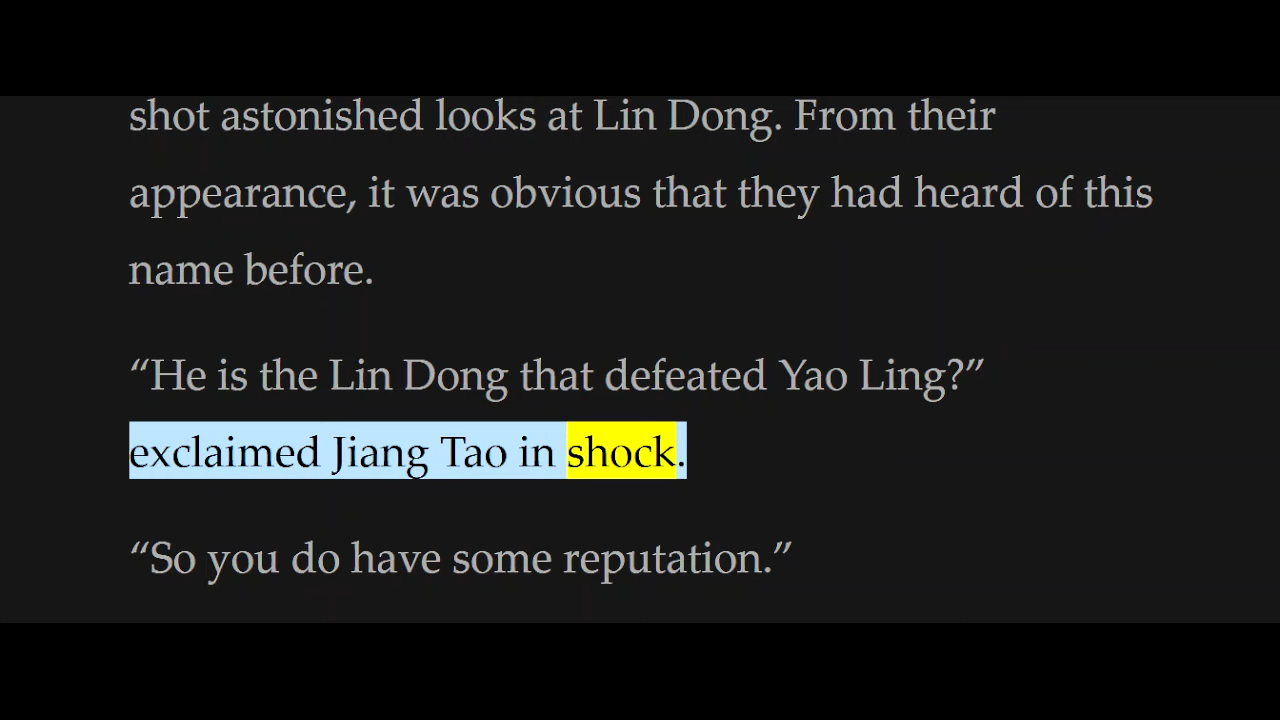 shot astonished looks at Lin Dong. From their
appearance, it was obvious that they had heard of this
name before.
“He is the Lin Dong that defeated Yao Ling?”
exclaimed Jiang Tao in shock.
“So you do have some reputation.”